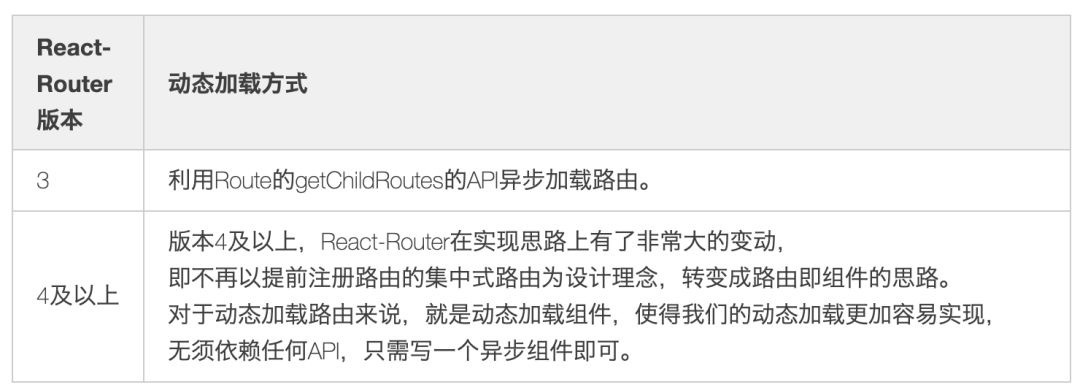 React-
Router
版本
动态加载方式
3
利用Route的getChildRoutes的API异步加载路由。
4及以上
版本4及以上，React-Router在实现思路上有了非常大的变动，
即不再以提前注册路由的集中式路由为设计理念，转变成路由即组件的思路。
对于动态加载路由来说，就是动态加载组件，使得我们的动态加载更加容易实现，
无须依赖任何API，只需写一个异步组件即可。